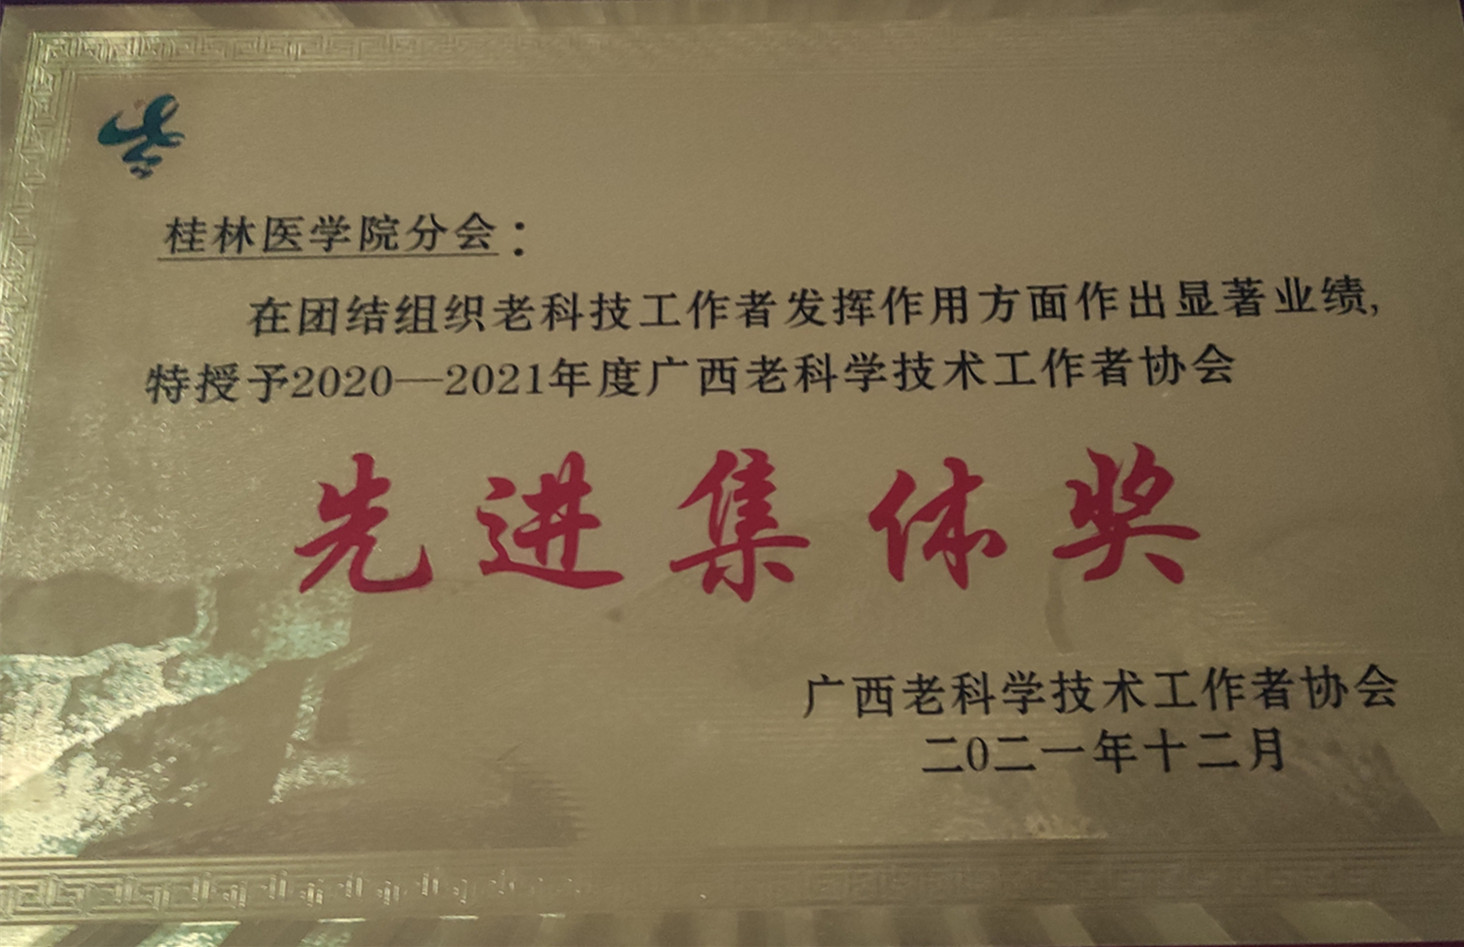 桂林医学院分会：
在团结组织老科技工作者发挥作用方面作出显著业绩,
特授予2020—2021年度广西老科学技术工作者协会
先进集体奖
广西老科学技术工作者协会
二0二一年十二月